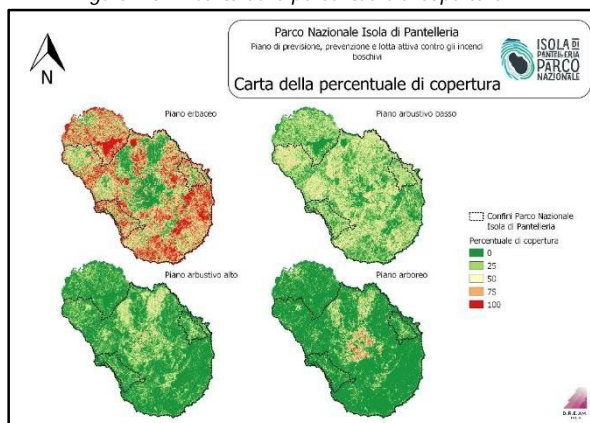 Parco Nazionale Isola di Pantelleria
Piano di previsione, prevenzione e lotta attiva contro gli incendi
boschivi
Carta della percentuale di copertura
ISOLA DI
PANTELLERIA
PARCO
NAZIONALE
N
Piano erbaceo
Piano arbustivo basso
Confini Parco Nazionale
Isola di Pantelleria
Percentuale di copertura
0
25
50
75
100
Piano arbustivo alto
Piano arboreo